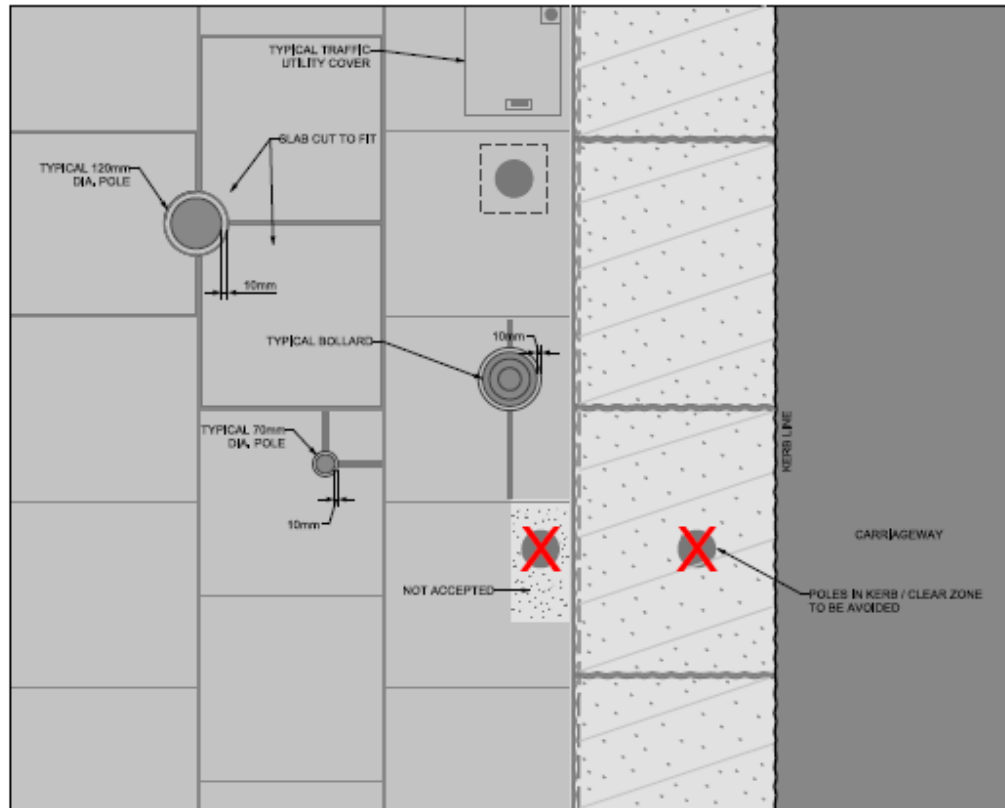 TYPICAL TRAFFIC
UTILITY COVER
SLAB CUT TO FIT
TYPICAL 120mm
DIA. POLE
10mm
TYPICAL BOLLARD
10mm
TYPICAL 70mm
DIA. POLE
10mm
KERB LINE
CARRIAGEWAY
NOT ACCEPTED
POLES IN KERB / CLEAR ZONE
TO BE AVOIDED